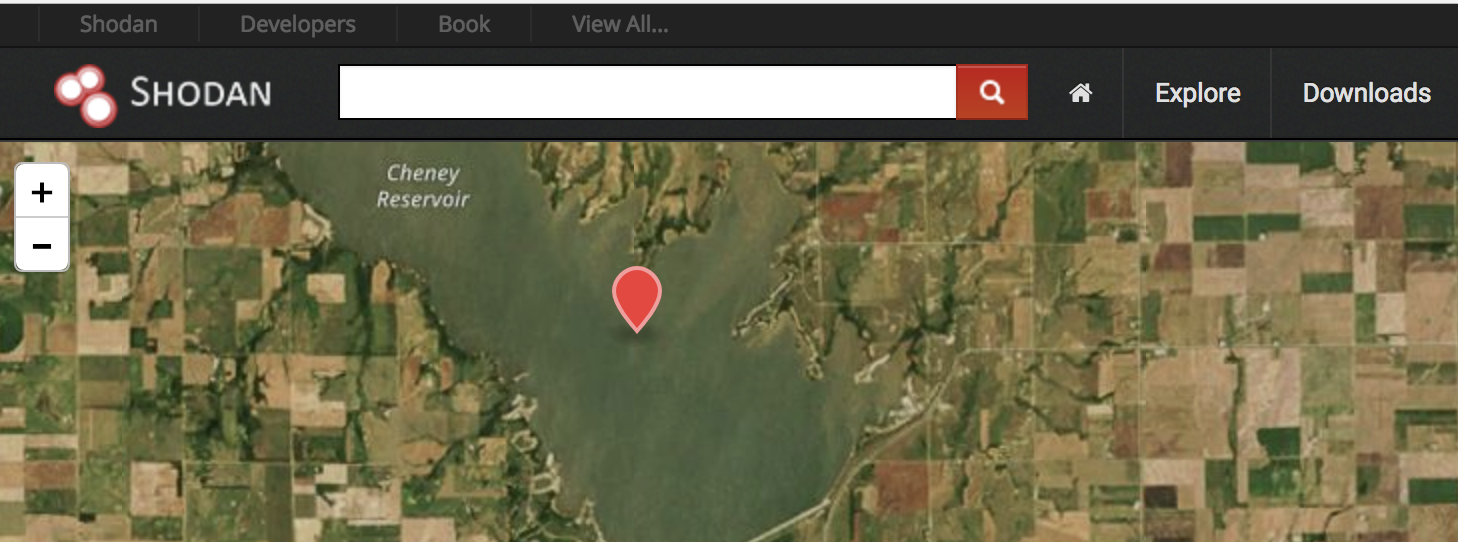 Shodan Developers Book View All...
SHODAN Explore Downloads
+
Cheney
Reservoir
−